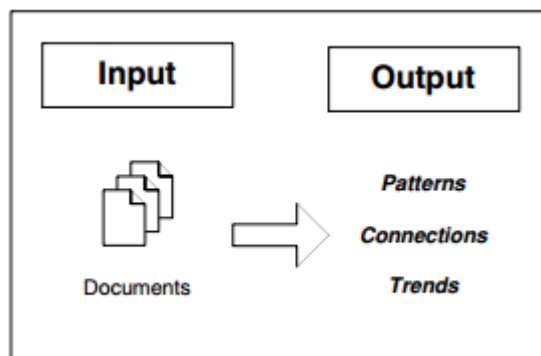 Input
Output
Patterns
Connections
Documents
Trends